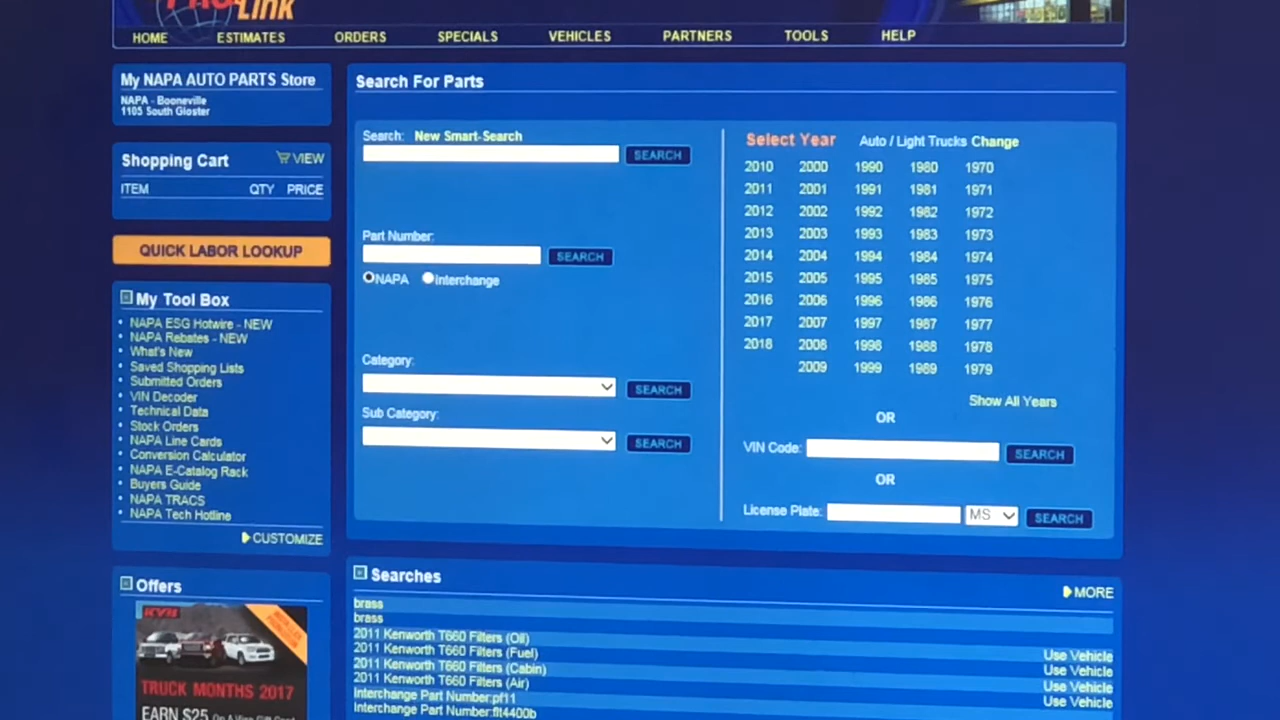 Link
HOME ESTIMATES ORDERS SPECIALS VEHICLES PARTNERS TOOLS HELP
My NAPA AUTO PARTS Store
NAPA - Booneville
1105 South Gloster
Shopping Cart VIEW
ITEM QTY PRICE
QUICK LABOR LOOKUP
My Tool Box
NAPA ESG Hotwire - NEW
NAPA Rebates - NEW
What's New
Saved Shopping Lists
Submitted Orders
VIN Decoder
Technical Data
Stock Orders
NAPA Line Cards
Conversion Calculator
NAPA E-Catalog Rack
Buyers Guide
NAPA TRACS
NAPA Tech Hotline
CUSTOMIZE
Offers
KYB
TRUCK MONTHS 2017
EARN $25
Search For Parts
Search: New Smart-Search
SEARCH
Part Number:
SEARCH
NAPA Interchange
Category:
SEARCH
Sub Category:
SEARCH
Select Year Auto / Light Trucks Change
2010 2000 1990 1980 1970
2011 2001 1991 1981 1971
2012 2002 1992 1982 1972
2013 2003 1993 1983 1973
2014 2004 1994 1984 1974
2015 2005 1995 1985 1975
2016 2006 1996 1986 1976
2017 2007 1997 1987 1977
2018 2008 1998 1988 1978
2009 1999 1989 1979
Show All Years
OR
VIN Code: SEARCH
OR
License Plate: MS SEARCH
Searches MORE
brass
brass
2011 Kenworth T660 Filters (Oil)
2011 Kenworth T660 Filters (Fuel) Use Vehicle
2011 Kenworth T660 Filters (Cabin) Use Vehicle
2011 Kenworth T660 Filters (Air) Use Vehicle
Interchange Part Number:pf11 Use Vehicle
Interchange Part Number:flt4400b